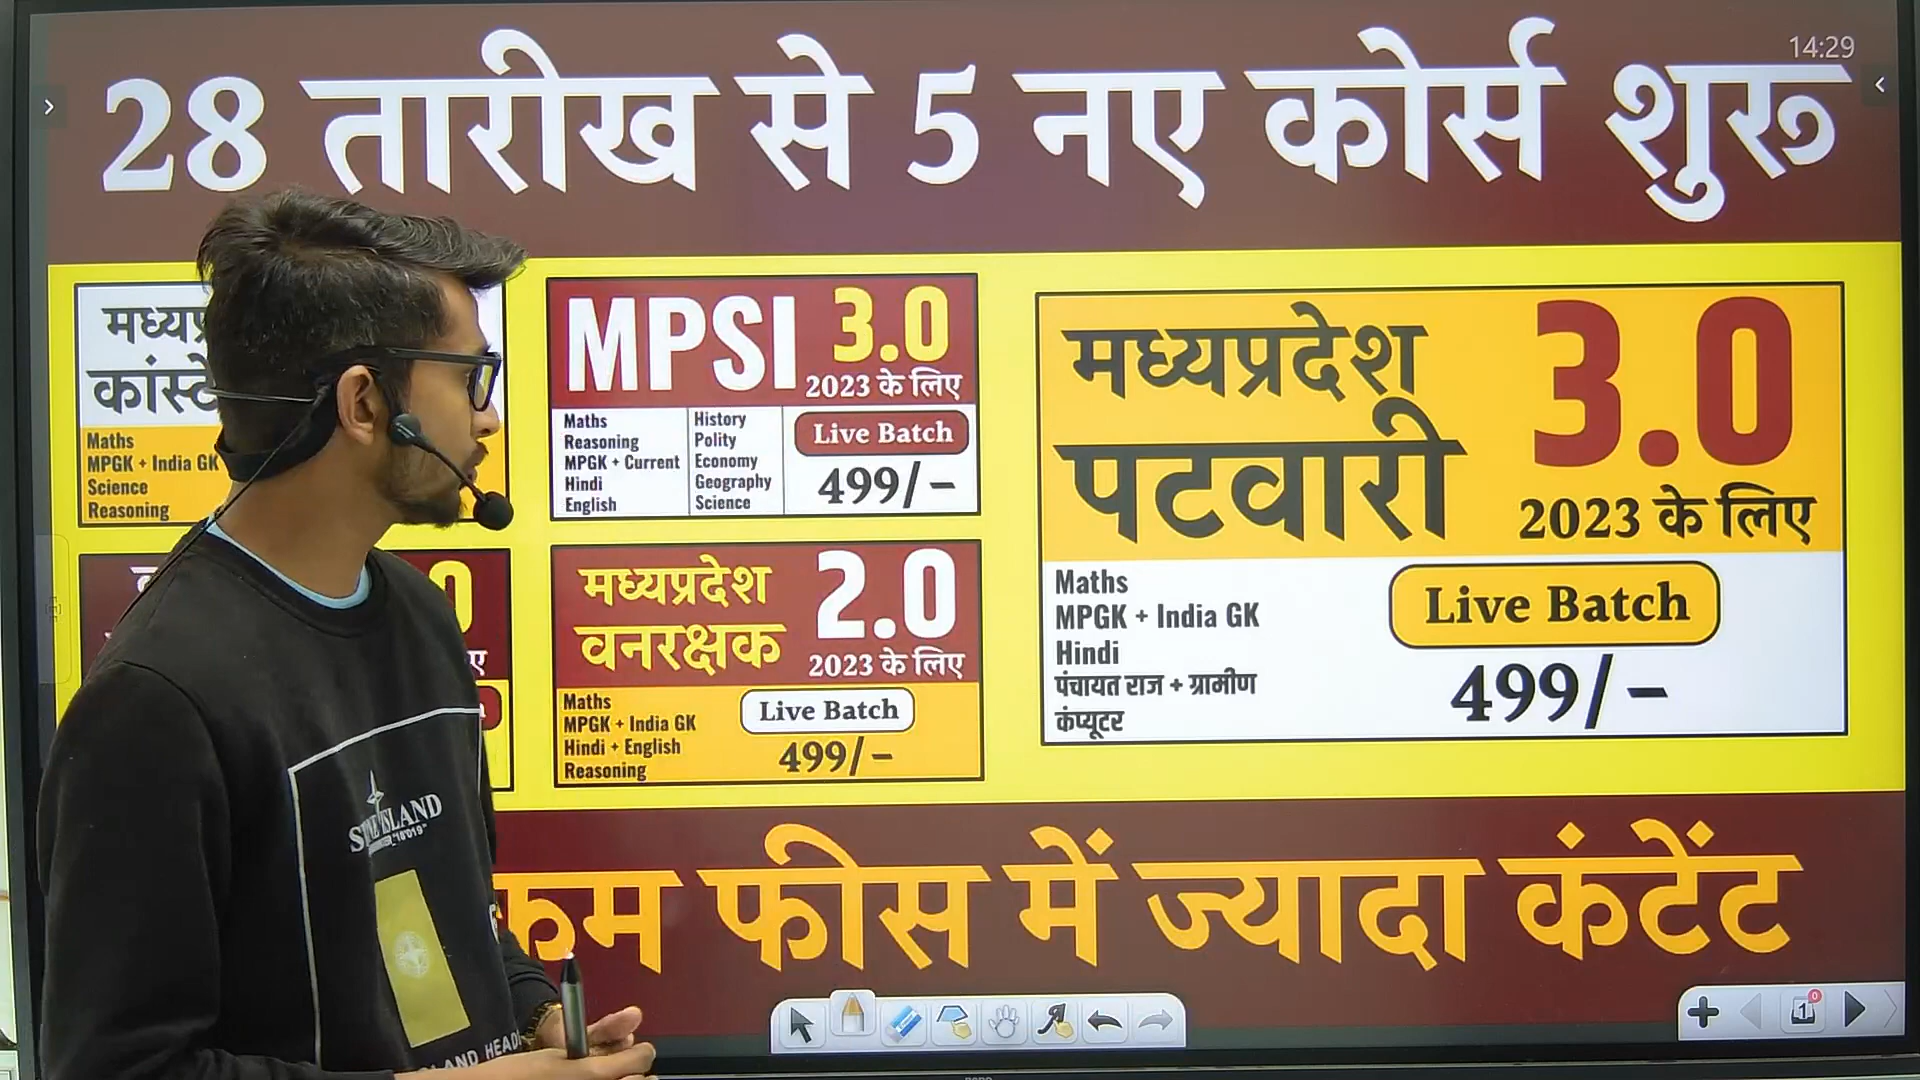 14:29
28 तारीख से 5 नए कोर्स शुरू
Maths
MPGK + India GK
Science
Reasoning
MPSI 3.0
2023 के लिए
Maths
Reasoning
MPGK + Current
Hindi
English
History
Polity
Economy
Geography
Science
Live Batch
499/-
मध्यप्रदेश
पटवारी
3.0
2023 के लिए
Maths
MPGK + India GK
Hindi
पंचायत राज + ग्रामीण
कंप्यूटर
Live Batch
499/-
मध्यप्रदेश
वनरक्षक
2.0
2023 के लिए
Maths
MPGK + India GK
Hindi + English
Reasoning
Live Batch
499/-
कम फीस में ज्यादा कंटेंट
1
0